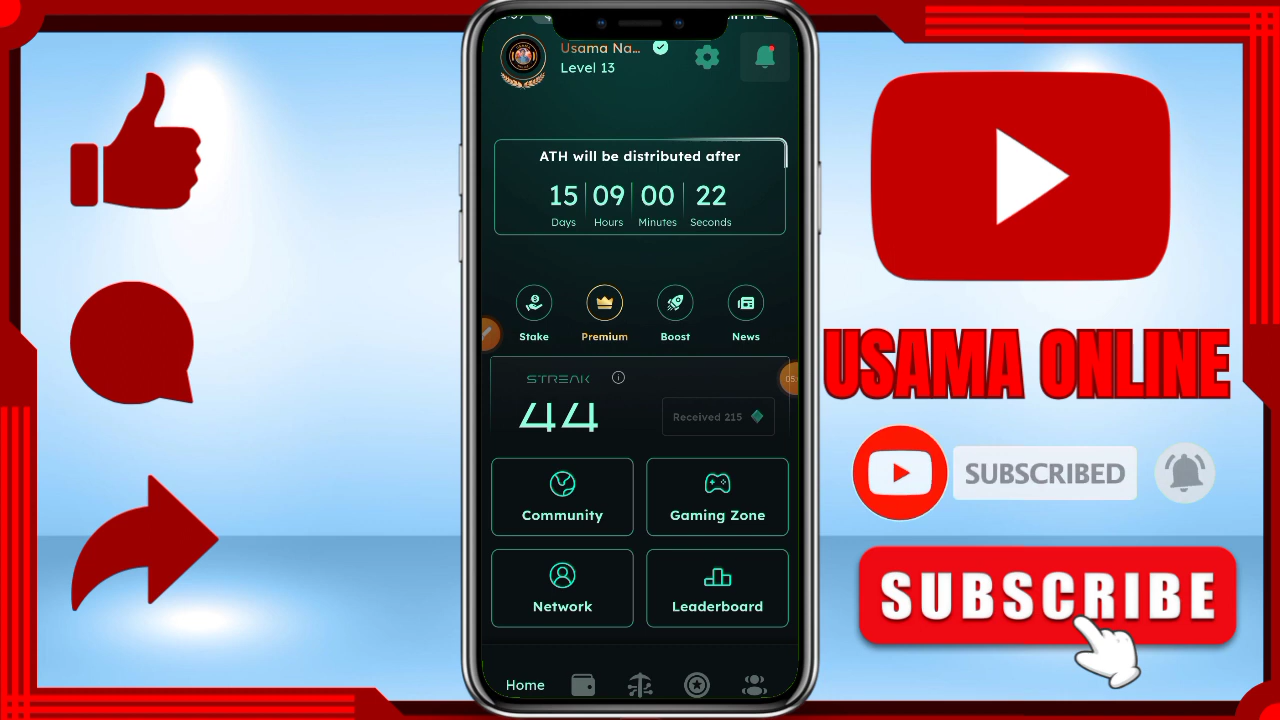 Usama Na...
Level 13
ATH will be distributed after
15 09 00 22
Days Hours Minutes Seconds
Stake Premium Boost News
STREAK
44
Received 215
Community
Gaming Zone
Network
Leaderboard
Home
USAMA ONLINE
SUBSCRIBED
SUBSCRIBE